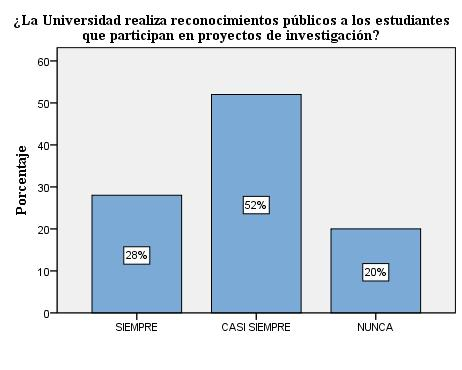 ¿La Universidad realiza reconocimientos públicos a los estudiantes
que participan en proyectos de investigación?
Porcentaje
60
50
40
30
20
10
0
28%
52%
20%
SIEMPRE
CASI SIEMPRE
NUNCA